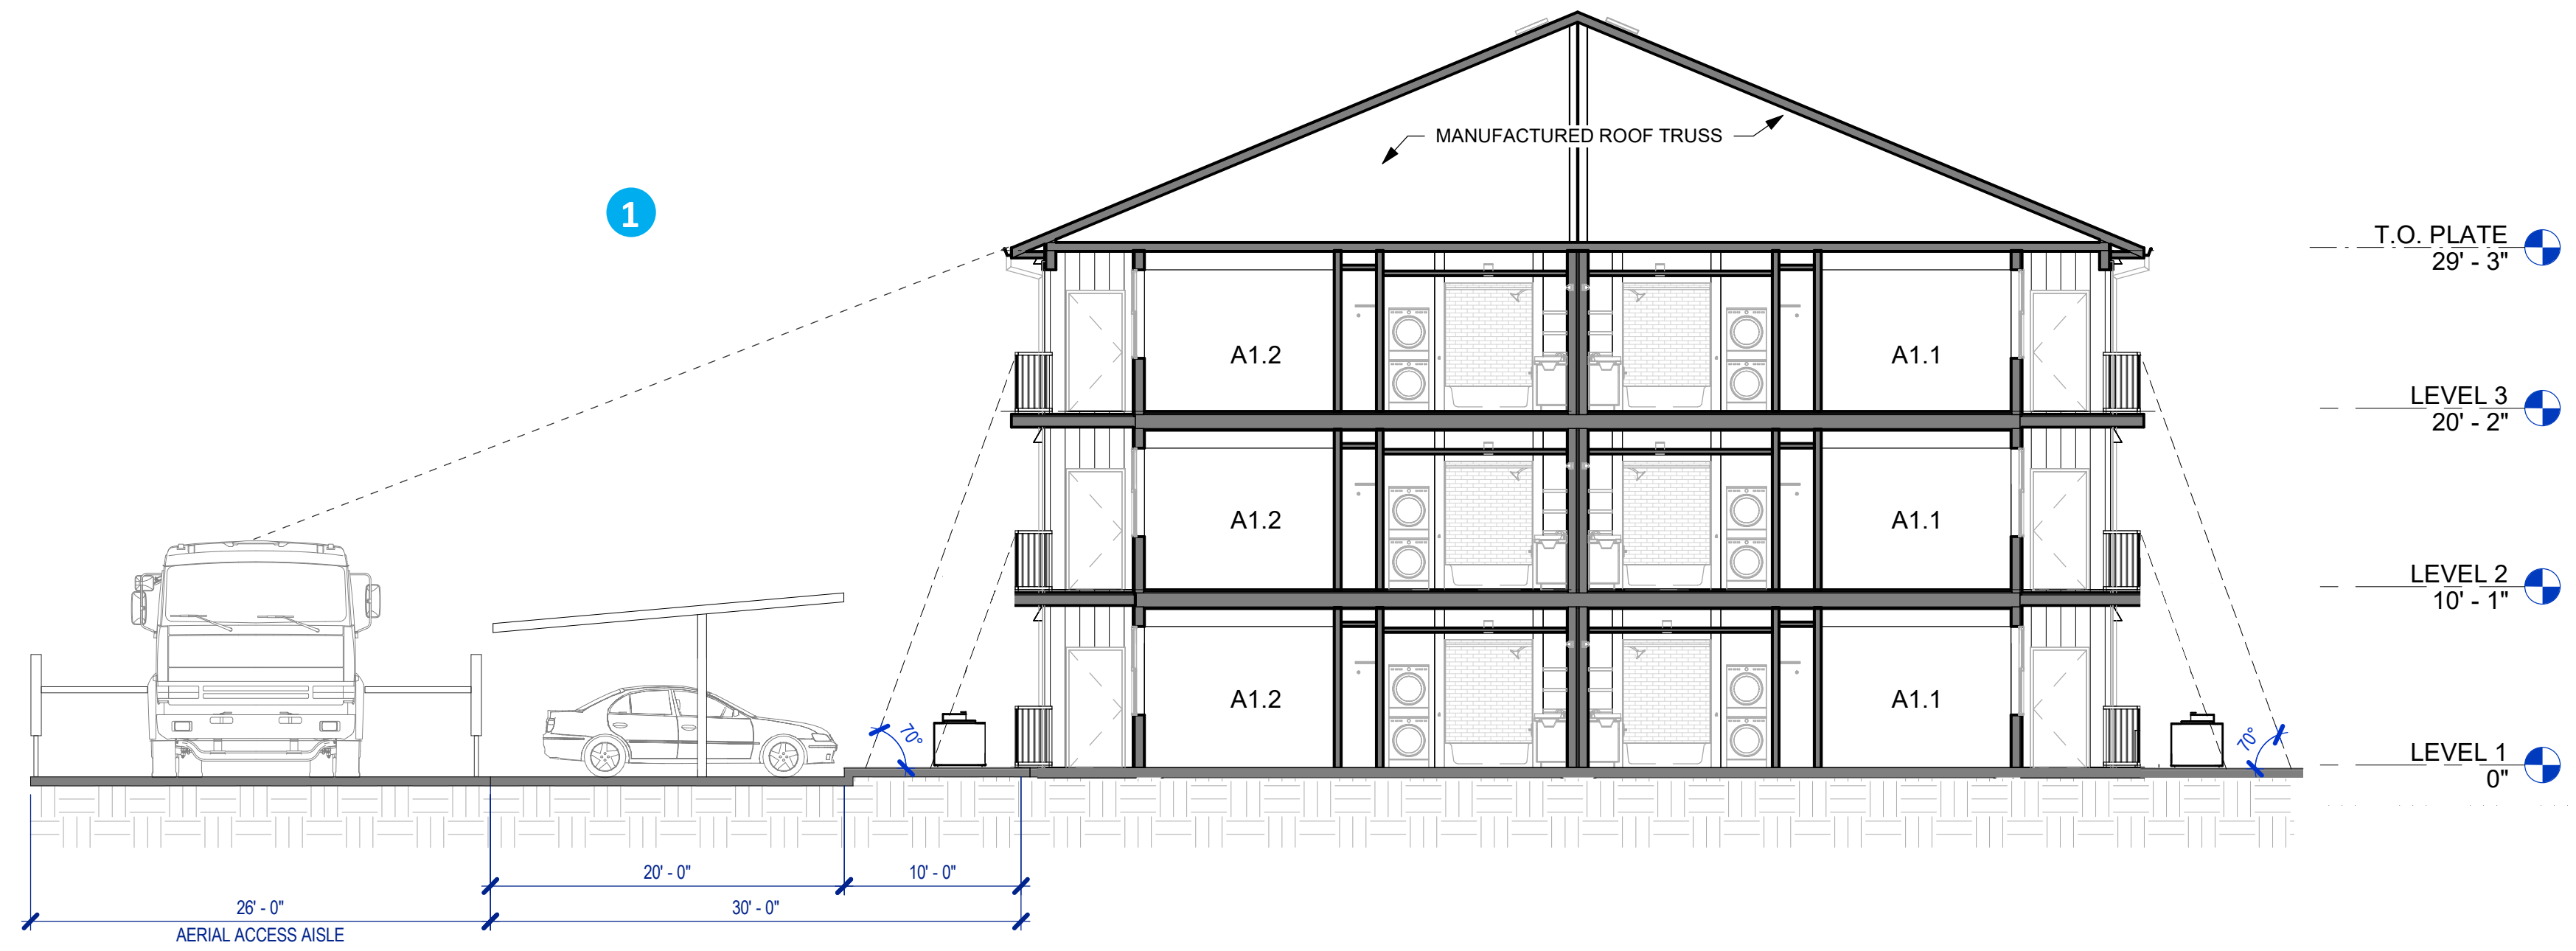 MANUFACTURED ROOF TRUSS
1
T.O. PLATE
29' - 3"
A1.2
A1.1
LEVEL 3
20' - 2"
A1.2
A1.1
LEVEL 2
10' - 1"
A1.2
A1.1
70°
70°
LEVEL 1
0"
20' - 0"
10' - 0"
26' - 0"
30' - 0"
AERIAL ACCESS AISLE